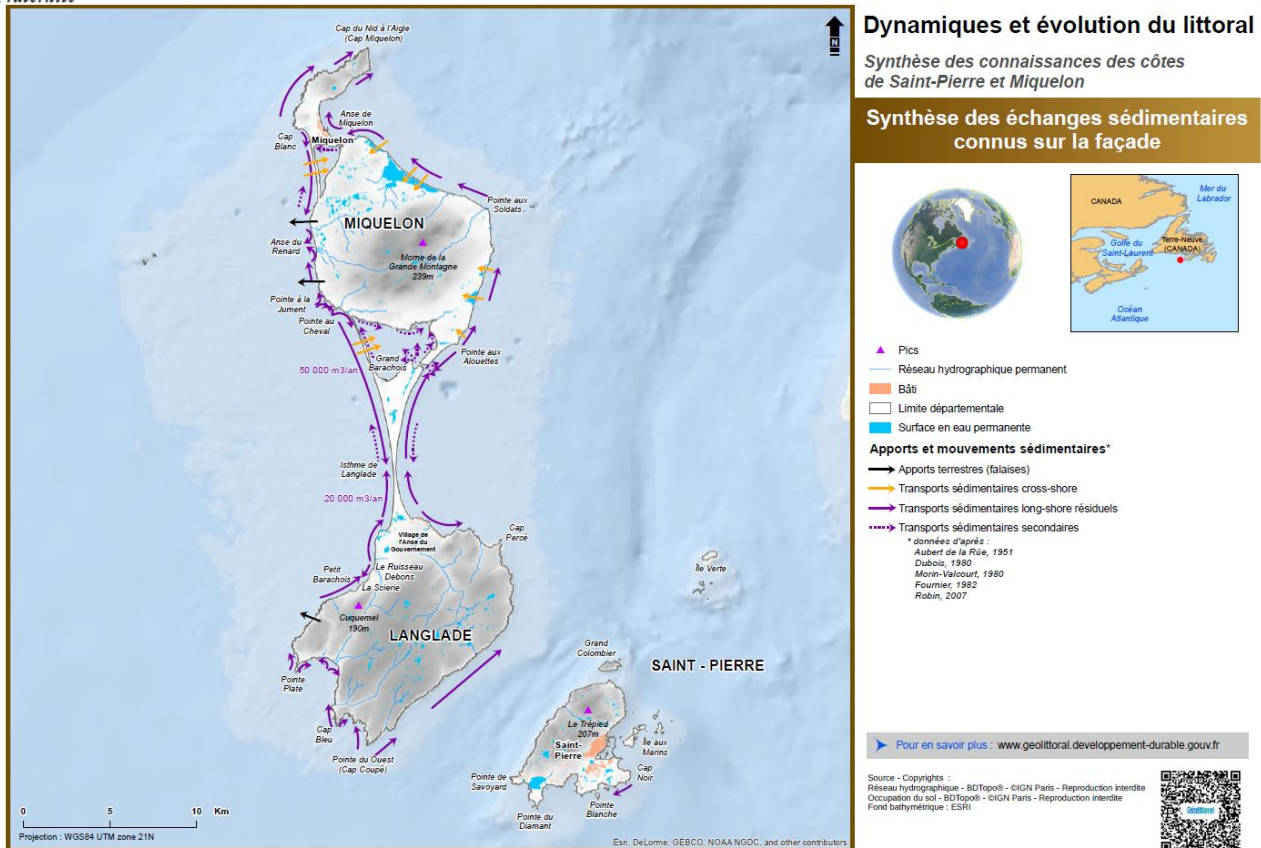 Cap du Nid à l'Aigle
(Cap Miquelon)
N
Anse de
Miquelon
Cap
Blanc
Miquelon
Pointe aux
Soldats
MIQUELON
Anse du
Renard
Morne de la
Grande Montagne
239m
Pointe à la
Jument
Pointe au
Cheval
Grand
Barachois
Pointe aux
Alouettes
50 000 m3/an
Isthme de
Langlade
20 000 m3/an
Village de
l'Anse du
Gouvernement
Cap
Percé
Petit
Barachois
Le Ruisseau
Debons
La Scierie
Île Verte
Cuquemel
190m
LANGLADE
Grand
Colombier
SAINT - PIERRE
Pointe
Plate
Le Trépied
207m
Cap
Bleu
Saint-
Pierre
Île aux
Marins
Pointe du Ouest
(Cap Coupé)
Cap
Noir
Pointe de
Savoyard
Pointe
Blanche
Pointe du
Diamant
0 5 10 Km
Projection : WGS84 UTM zone 21N
Esri, DeLorme, GEBCO, NOAA NGDC, and other contributors
Dynamiques et évolution du littoral
Synthèse des connaissances des côtes
de Saint-Pierre et Miquelon
Synthèse des échanges sédimentaires
connus sur la façade
CANADA
Mer du
Labrador
Golfe du
Saint-Laurent
Terre-Neuve
(CANADA)
Océan
Atlantique
Pics
Réseau hydrographique permanent
Bâti
Limite départementale
Surface en eau permanente
Apports et mouvements sédimentaires*
Apports terrestres (falaises)
Transports sédimentaires cross-shore
Transports sédimentaires long-shore résiduels
Transports sédimentaires secondaires
* données d'après :
Aubert de la Rüe, 1951
Dubois, 1980
Morin-Valcourt, 1980
Fournier, 1982
Robin, 2007
Pour en savoir plus : www.geolittoral.developpement-durable.gouv.fr
Source - Copyrights :
Réseau hydrographique - BDTopo® - ©IGN Paris - Reproduction interdite
Occupation du sol - BDTopo® - ©IGN Paris - Reproduction interdite
Fond bathymétrique : ESRI
Géolittoral